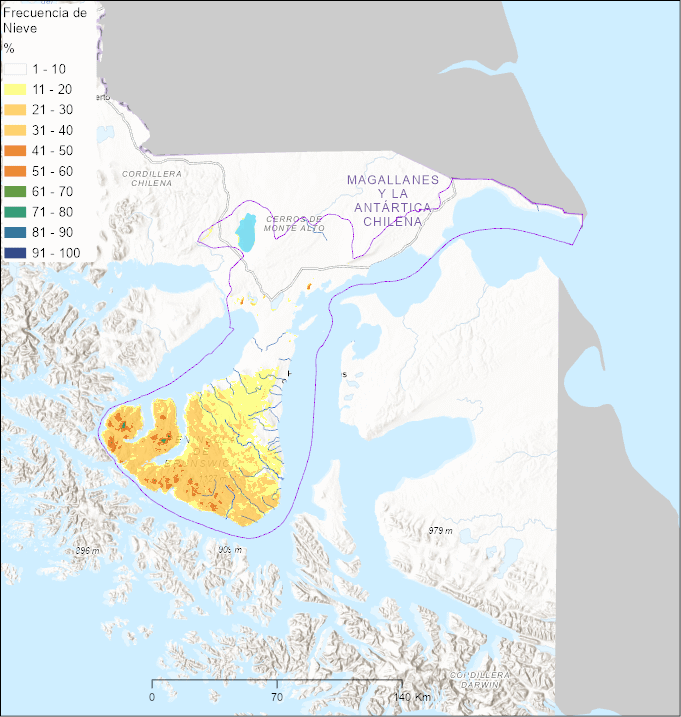 Frecuencia de
Nieve
%
1 - 10
11 - 20
21 - 30
31 - 40
41 - 50
51 - 60
61 - 70
71 - 80
81 - 90
91 - 100
CORDILLERA
CHILENA
MAGALLANES
Y LA
ANTÁRTICA
CHILENA
CERROS DE
MONTE ALTO
979 m
896 m
909 m
CORDILLERA
DARWIN
0
70
140 Km